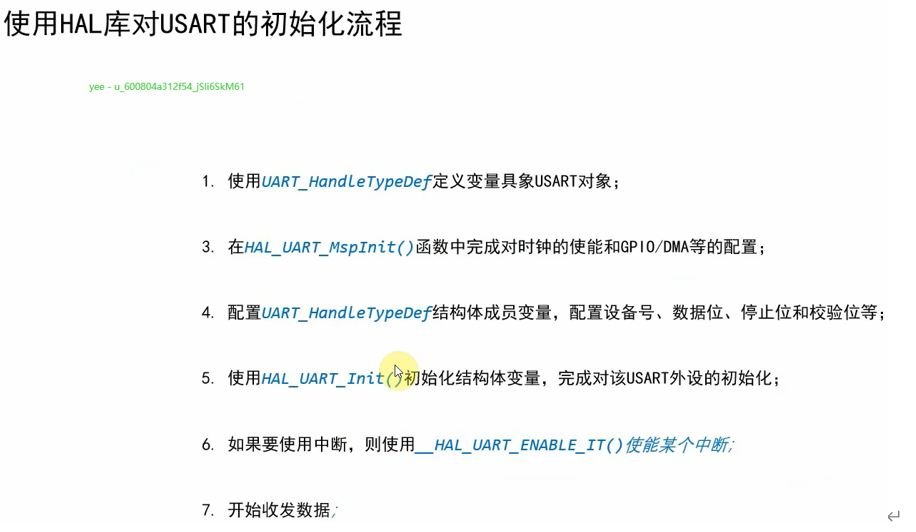 使用HAL库对USART的初始化流程
yee - u_600804a312f54_jSli6SkM61
1. 使用UART_HandleTypeDef定义变量具象USART对象;
3. 在HAL_UART_MspInit()函数中完成对时钟的使能和GPIO/DMA等的配置;
4. 配置UART_HandleTypeDef结构体成员变量，配置设备号、数据位、停止位和校验位等;
5. 使用HAL_UART_Init()初始化结构体变量，完成对该USART外设的初始化;
6. 如果要使用中断，则使用__HAL_UART_ENABLE_IT()使能某个中断;
7. 开始收发数据;